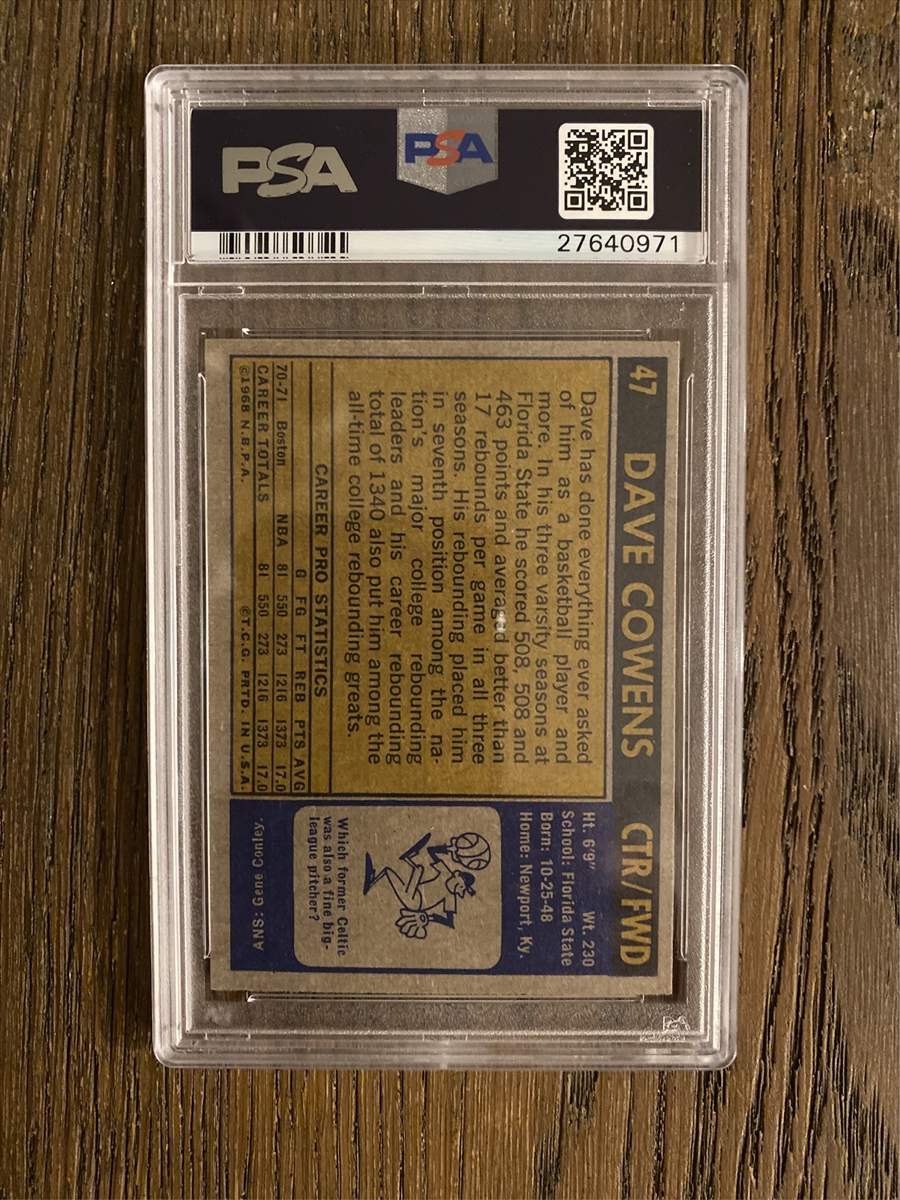 PSA
PSA
27640971
47 DAVE COWENS CTR/FWD
Dave has done everything ever asked
of him as a basketball player and
more. In his three varsity seasons at
Florida State he scored 508, 508 and
463 points and averaged better than
17 rebounds per game in all three
seasons. His rebounding placed him
in seventh position among the na-
tion's major college rebounding
leaders and his career rebounding
total of 1340 also put him among the
all-time college rebounding greats.
CAREER PRO STATISTICS
G FG FT REB PTS AVG
70-71 Boston NBA 81 550 273 1216 1373 17.0
CAREER TOTALS 81 550 273 1216 1373 17.0
©1968 N.B.P.A. ©T.C.G. PRTD. IN U.S.A.
Ht. 6'9" Wt. 230
School: Florida State
Born: 10-25-48
Home: Newport, Ky.
Which former Celtic
was also a fine big-
league pitcher?
ANS: Gene Conley.
PSA